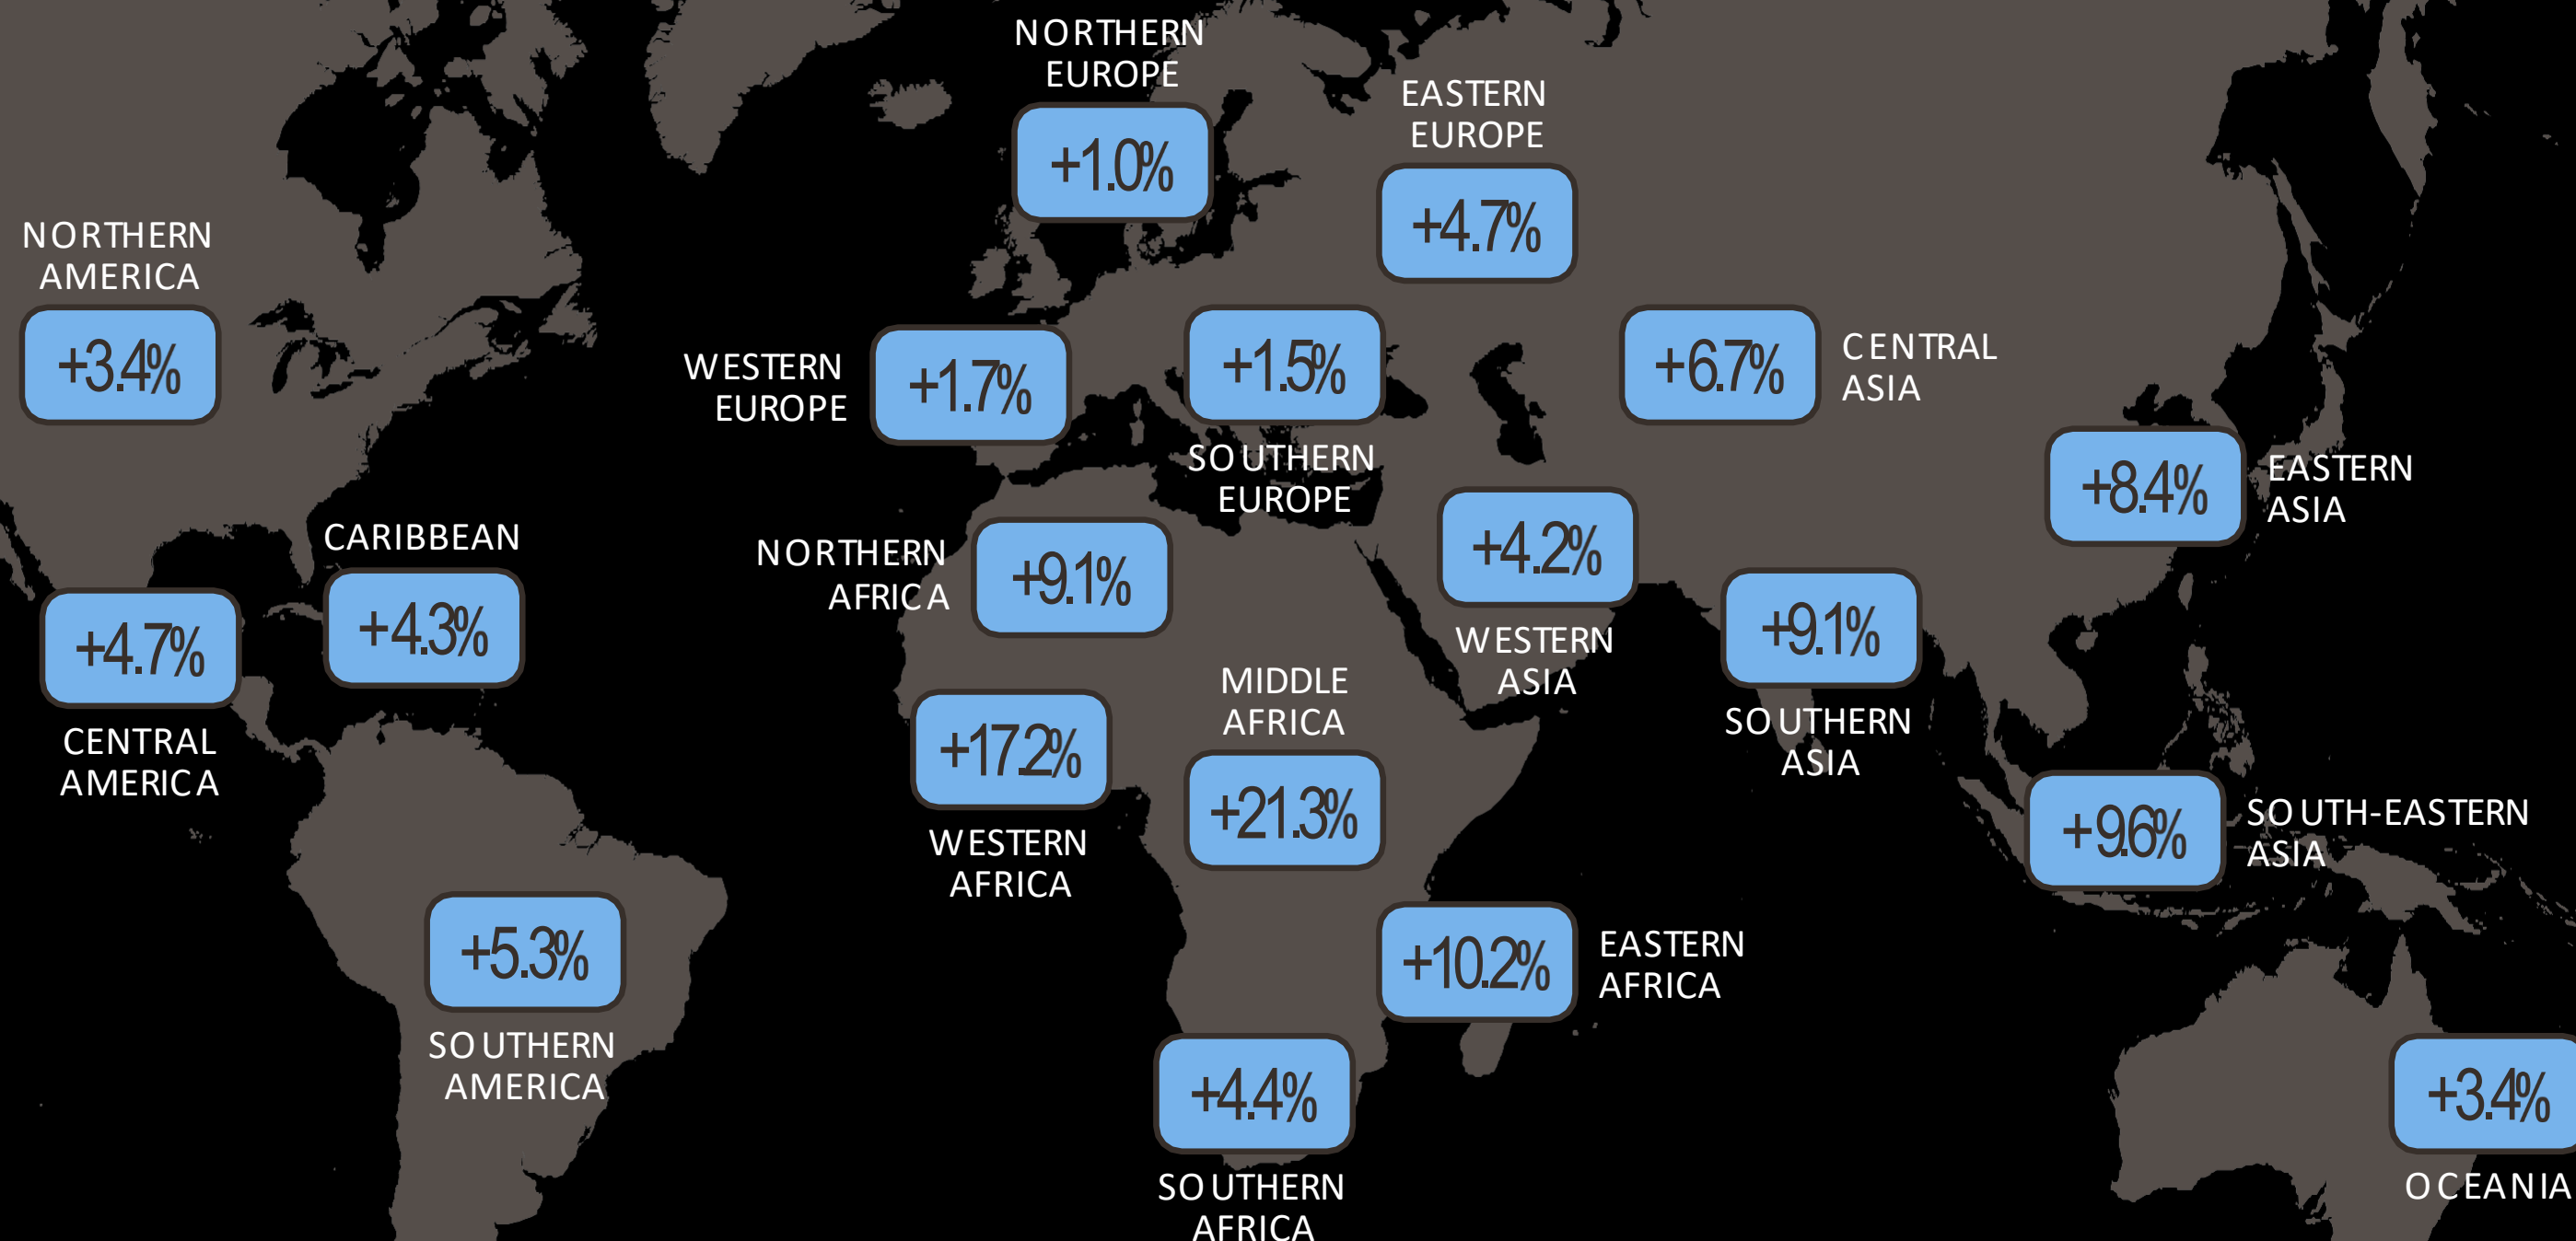 NORTHERN
EUROPE
+1.0%
EASTERN
EUROPE
+4.7%
NORTHERN
AMERICA
+3.4%
WESTERN
EUROPE
+1.7%
+1.5%
SOUTHERN
EUROPE
+6.7%
CENTRAL
ASIA
+8.4%
EASTERN
ASIA
CARIBBEAN
+4.3%
+4.7%
CENTRAL
AMERICA
NORTHERN
AFRICA
+9.1%
+4.2%
WESTERN
ASIA
+9.1%
SOUTHERN
ASIA
+17.2%
WESTERN
AFRICA
MIDDLE
AFRICA
+21.3%
+9.6%
SOUTH-EASTERN
ASIA
+5.3%
SOUTHERN
AMERICA
+10.2%
EASTERN
AFRICA
+4.4%
SOUTHERN
AFRICA
+3.4%
OCEANIA